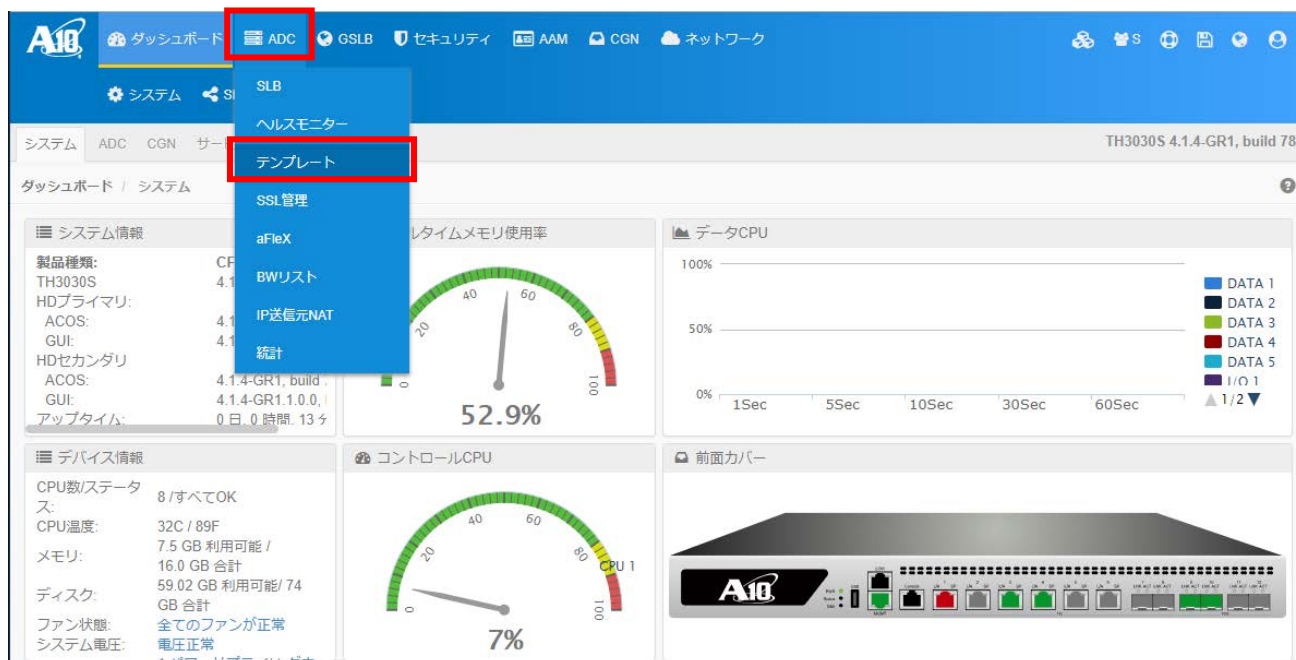 A10 ダッシュボード ADC GSLB セキュリティ AAM CGN ネットワーク S
システム
SLB
ヘルスモニター
テンプレート
SSL管理
aFleX
BWリスト
IP送信元NAT
統計
システム ADC CGN TH3030S 4.1.4-GR1, build 78
ダッシュボード / システム
システム情報
製品種類:
TH3030S
HDプライマリ:
ACOS:
GUI:
HDセカンダリ
ACOS: 4.1.4-GR1, build
GUI: 4.1.4-GR1.1.0.0,
アップタイム: 0 日, 0 時間, 13
ルタイムメモリ使用率
0 20 40 60 80 100
52.9%
データCPU
100%
50%
0%
1Sec 5Sec 10Sec 30Sec 60Sec
DATA 1
DATA 2
DATA 3
DATA 4
DATA 5
I/O 1
1/2
デバイス情報
CPU数/ステータス: 8 /すべてOK
CPU温度: 32C / 89F
メモリ: 7.5 GB 利用可能 /
16.0 GB 合計
ディスク: 59.02 GB 利用可能/ 74
GB 合計
ファン状態: 全てのファンが正常
システム電圧: 電圧正常
コントロールCPU
0 20 40 60 80 100
CPU 1
7%
前面カバー
A10